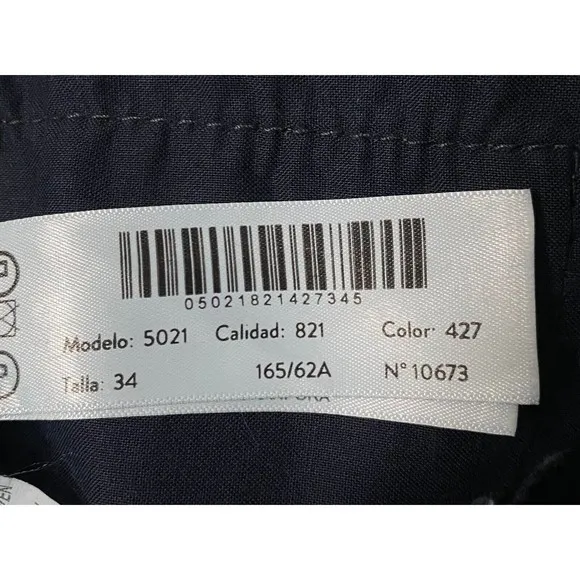 05021821427345
Modelo: 5021 Calidad: 821 Color: 427
Talla: 34 165/62A N° 10673